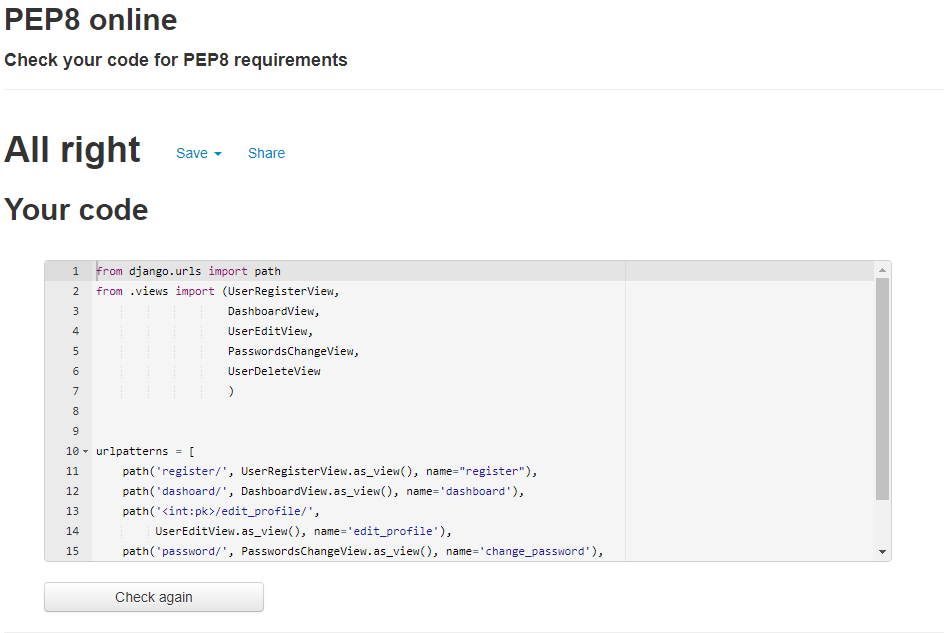 PEP8 online
Check your code for PEP8 requirements
All right Save Share
Your code
1 from django.urls import path
2 from .views import (UserRegisterView,
3 DashboardView,
4 UserEditView,
5 PasswordsChangeView,
6 UserDeleteView
7 )
8
9
10 urlpatterns = [
11 path('register/', UserRegisterView.as_view(), name="register"),
12 path('dashoard/', DashboardView.as_view(), name='dashboard'),
13 path('<int:pk>/edit_profile/',
14 UserEditView.as_view(), name='edit_profile'),
15 path('password/', PasswordsChangeView.as_view(), name='change_password'),
Check again